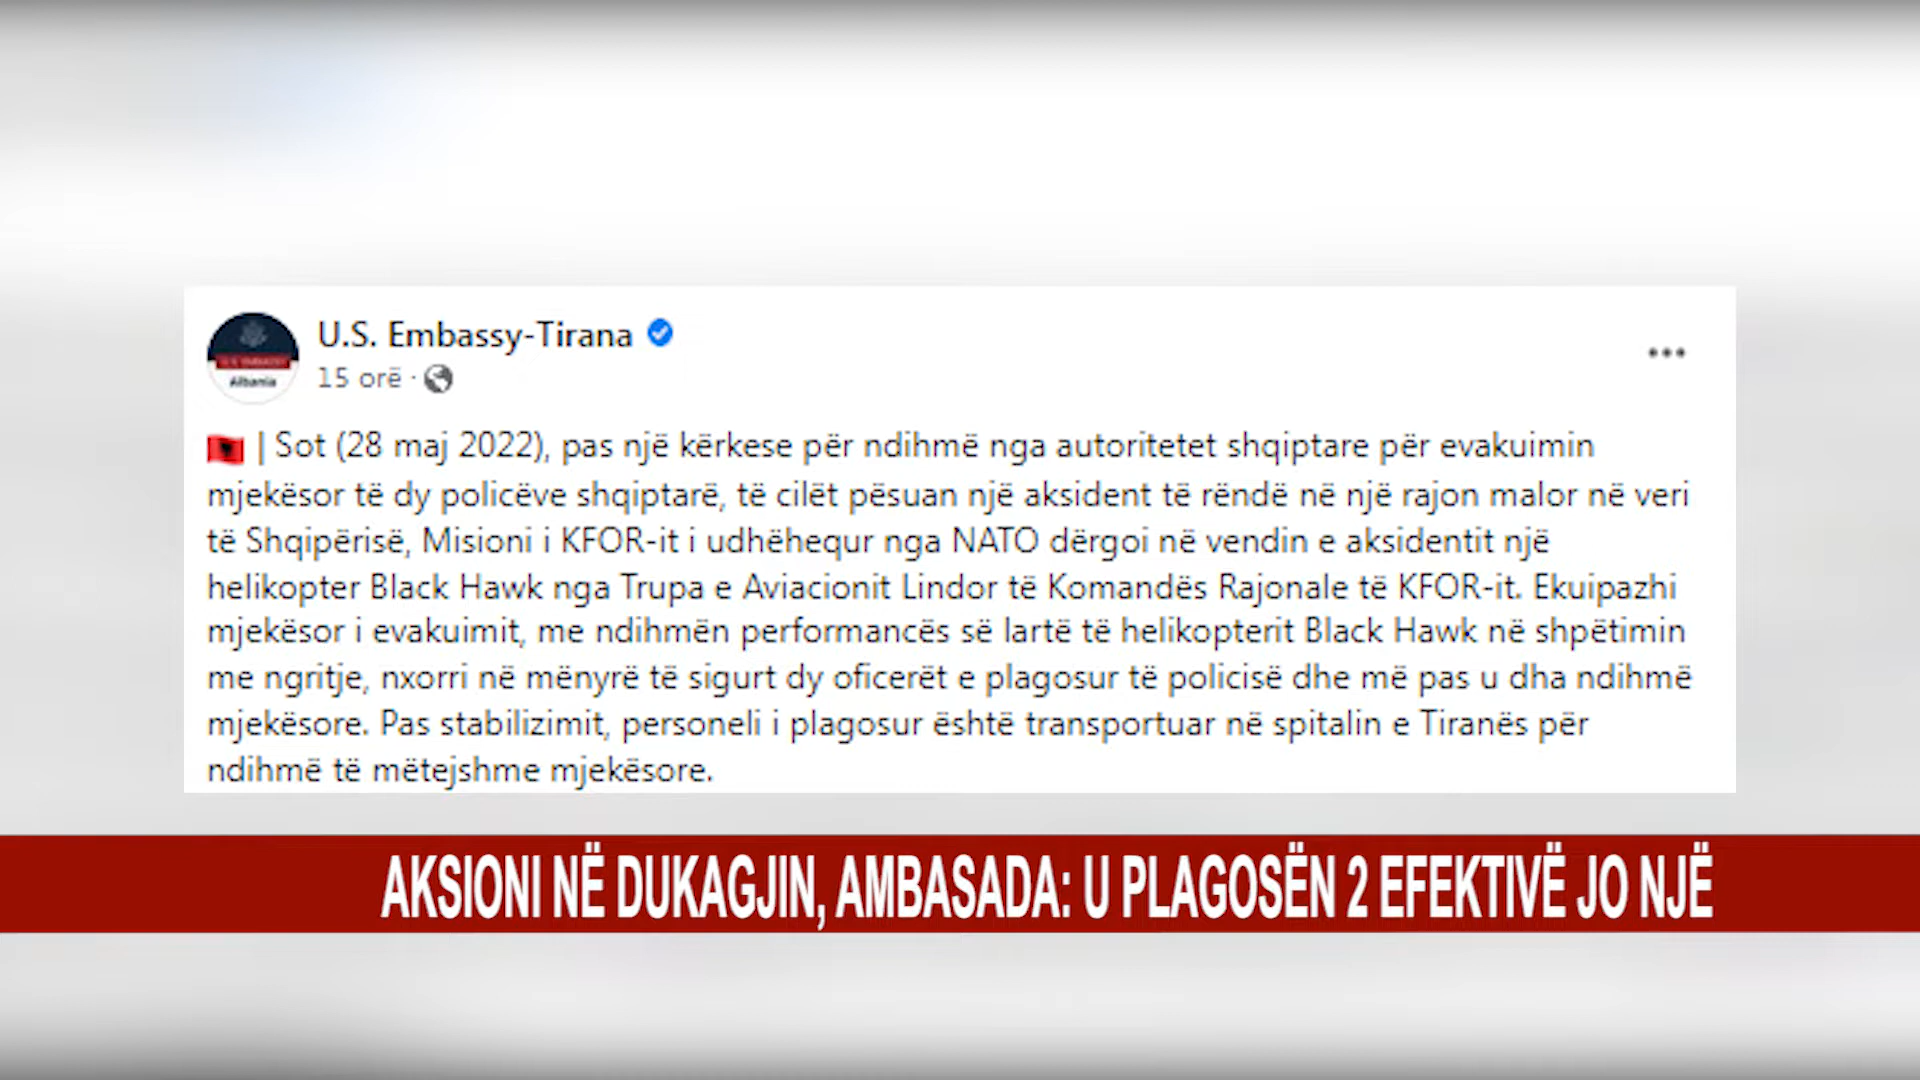 U.S. Embassy-Tirana
15 orë ·
Albania
| Sot (28 maj 2022), pas një kërkese për ndihmë nga autoritetet shqiptare për evakuimin
mjekësor të dy policëve shqiptarë, të cilët pësuan një aksident të rëndë në një rajon malor në veri
të Shqipërisë, Misioni i KFOR-it i udhëhequr nga NATO dërgoi në vendin e aksidentit një
helikopter Black Hawk nga Trupa e Aviacionit Lindor të Komandës Rajonale të KFOR-it. Ekuipazhi
mjekësor i evakuimit, me ndihmën performancës së lartë të helikopterit Black Hawk në shpëtimin
me ngritje, nxorri në mënyrë të sigurt dy oficerët e plagosur të policisë dhe më pas u dha ndihmë
mjekësore. Pas stabilizimit, personeli i plagosur është transportuar në spitalin e Tiranës për
ndihmë të mëtejshme mjekësore.
AKSIONI NË DUKAGJIN, AMBASADA: U PLAGOSËN 2 EFEKTIVË JO NJË